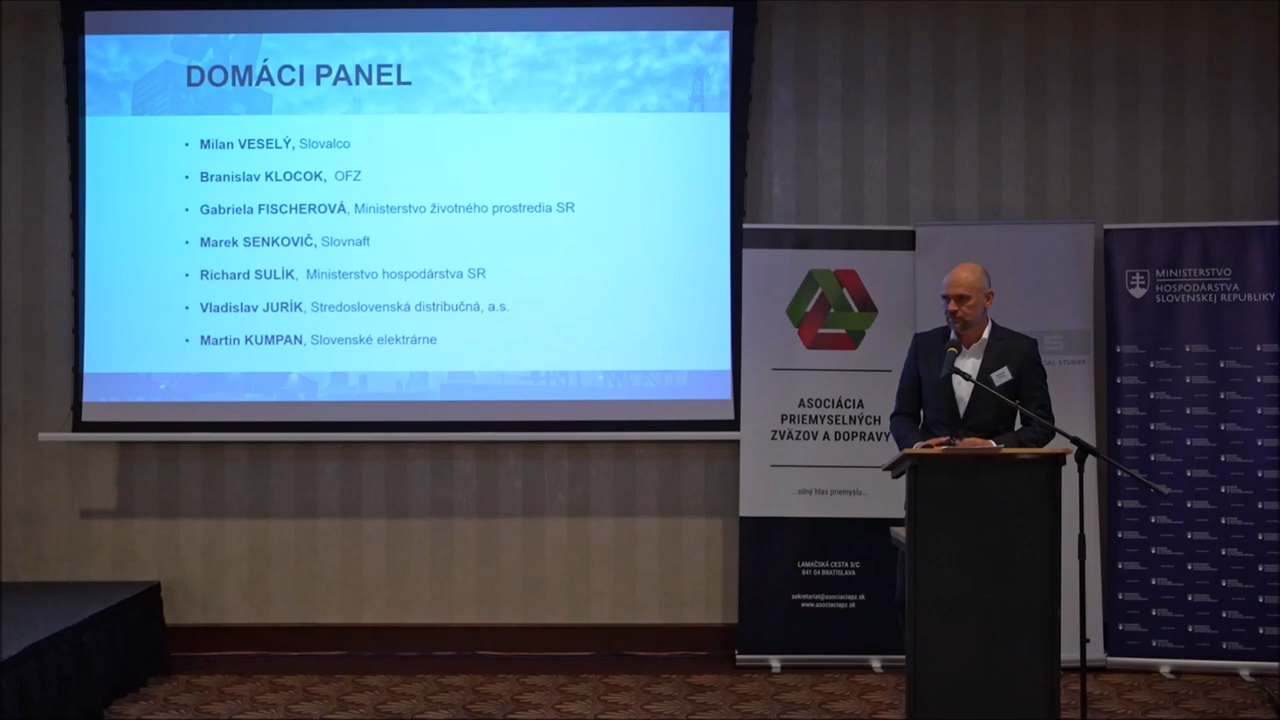 DOMÁCI PANEL
• Milan VESELÝ, Slovalco
• Branislav KLOCOK, OFZ
• Gabriela FISCHEROVÁ, Ministerstvo životného prostredia SR
• Marek SENKOVIČ, Slovnaft
• Richard SULÍK, Ministerstvo hospodárstva SR
• Vladislav JURÍK, Stredoslovenská distribučná, a.s.
• Martin KUMPAN, Slovenské elektrárne
ASOCIÁCIA
PRIEMYSELNÝCH
ZVÄZOV A DOPRAVY
...silný hlas priemyslu...
LAMAČSKÁ CESTA 3/C
841 04 BRATISLAVA
sekretariat@asociaciapz.sk
www.asociaciapz.sk
MINISTERSTVO
HOSPODÁRSTVA
SLOVENSKEJ REPUBLIKY